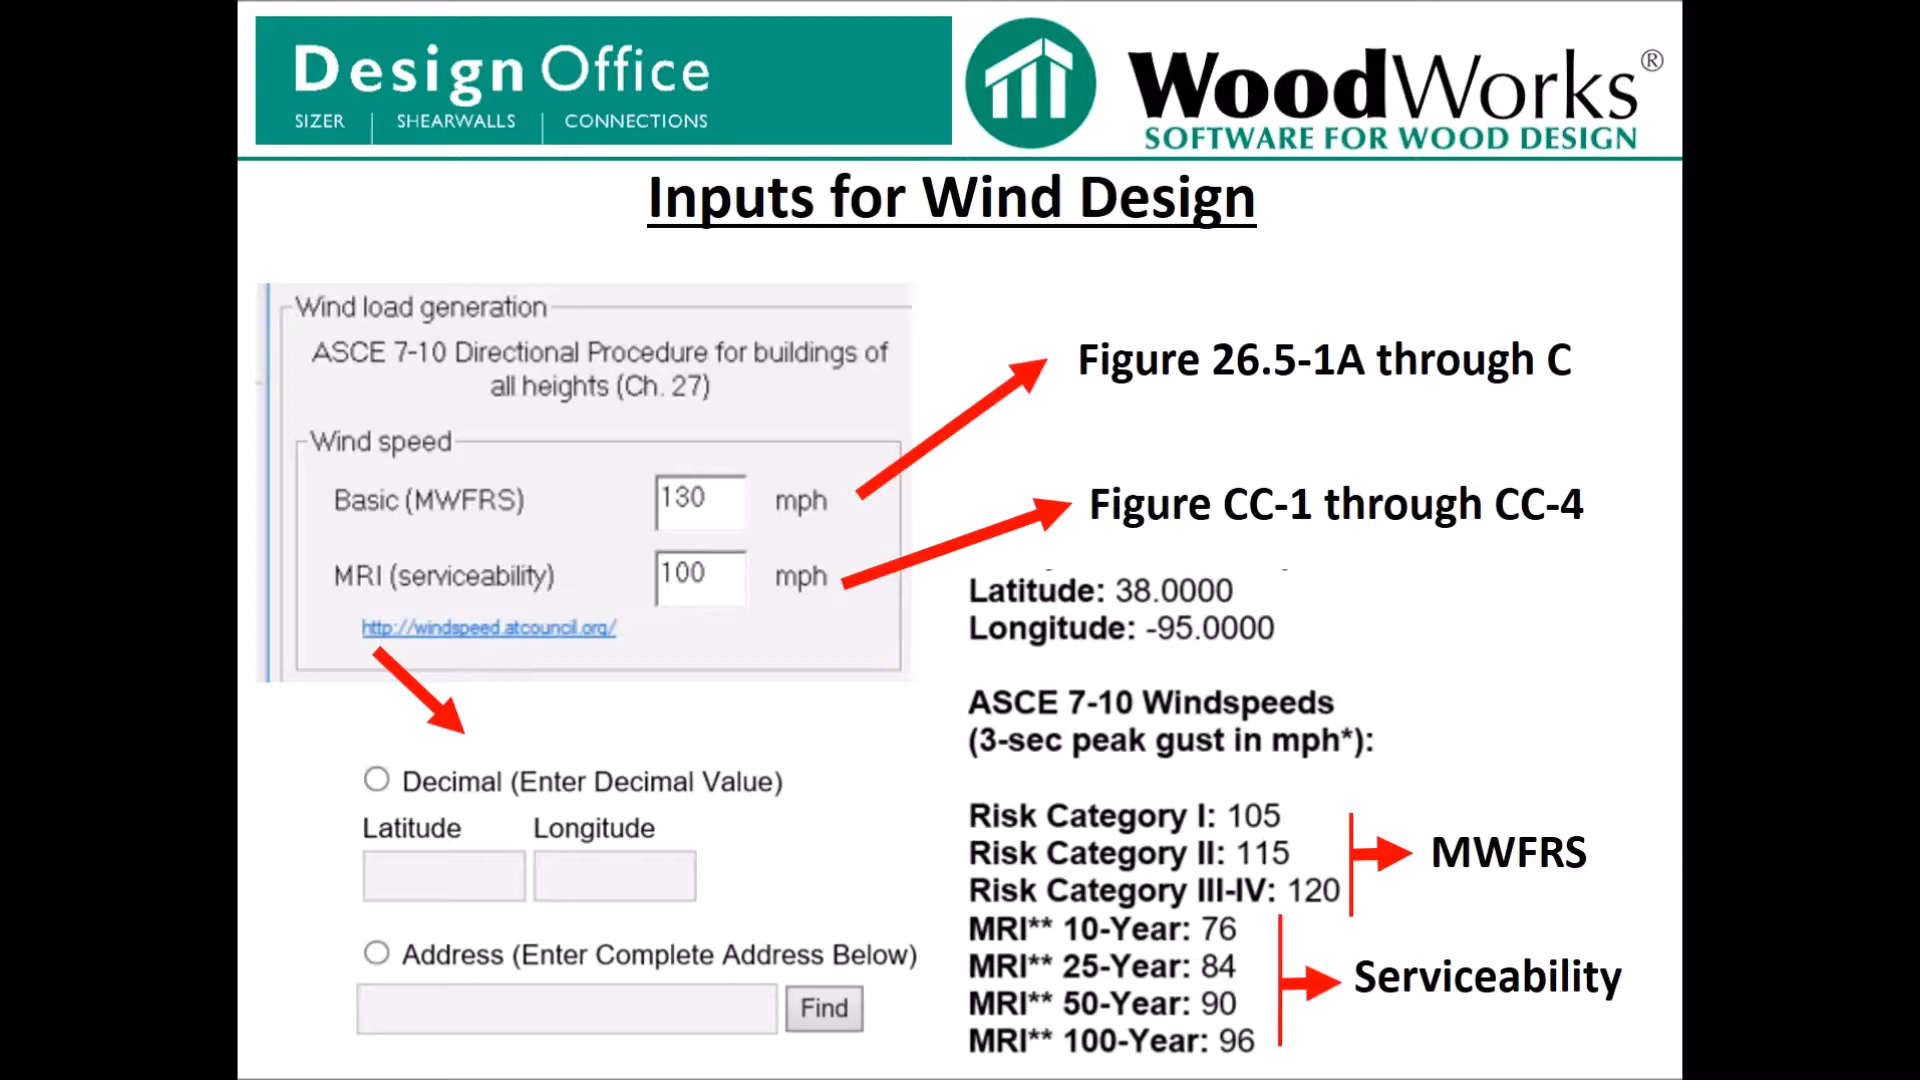 Design Office
SIZER SHEARWALLS CONNECTIONS
WoodWorks®
SOFTWARE FOR WOOD DESIGN
Inputs for Wind Design
Wind load generation
ASCE 7-10 Directional Procedure for buildings of
all heights (Ch. 27)
Wind speed
Basic (MWFRS) 130 mph
MRI (serviceability) 100 mph
http://windspeed.atcouncil.org/
Figure 26.5-1A through C
Figure CC-1 through CC-4
Decimal (Enter Decimal Value)
Latitude Longitude
Address (Enter Complete Address Below)
Find
Latitude: 38.0000
Longitude: -95.0000
ASCE 7-10 Windspeeds
(3-sec peak gust in mph*):
Risk Category I: 105
Risk Category II: 115
Risk Category III-IV: 120
MRI** 10-Year: 76
MRI** 25-Year: 84
MRI** 50-Year: 90
MRI** 100-Year: 96
MWFRS
Serviceability